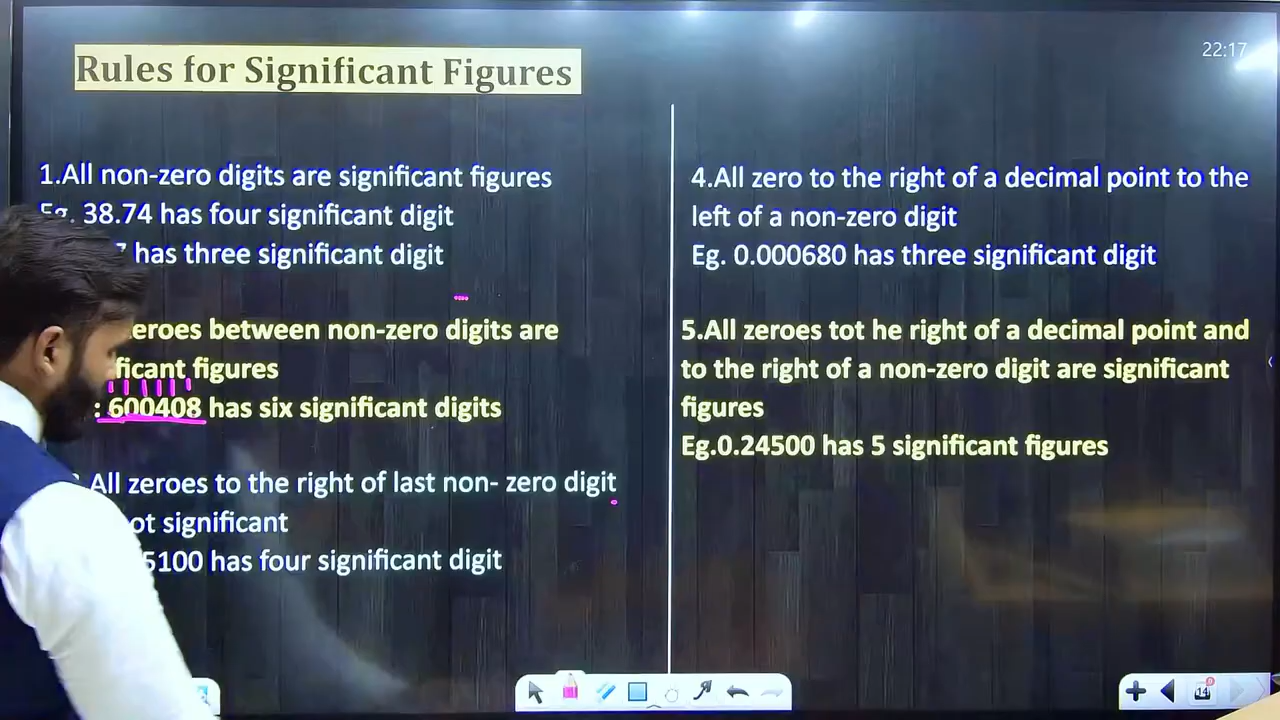 22:17
Rules for Significant Figures
1.All non-zero digits are significant figures
Eg. 38.74 has four significant digit
7 has three significant digit
zeroes between non-zero digits are
figures
: 600408 has six significant digits
All zeroes to the right of last non- zero digit
not significant
5100 has four significant digit
4.All zero to the right of a decimal point to the
left of a non-zero digit
Eg. 0.000680 has three significant digit
5.All zeroes tot he right of a decimal point and
to the right of a non-zero digit are significant
figures
Eg.0.24500 has 5 significant figures
14